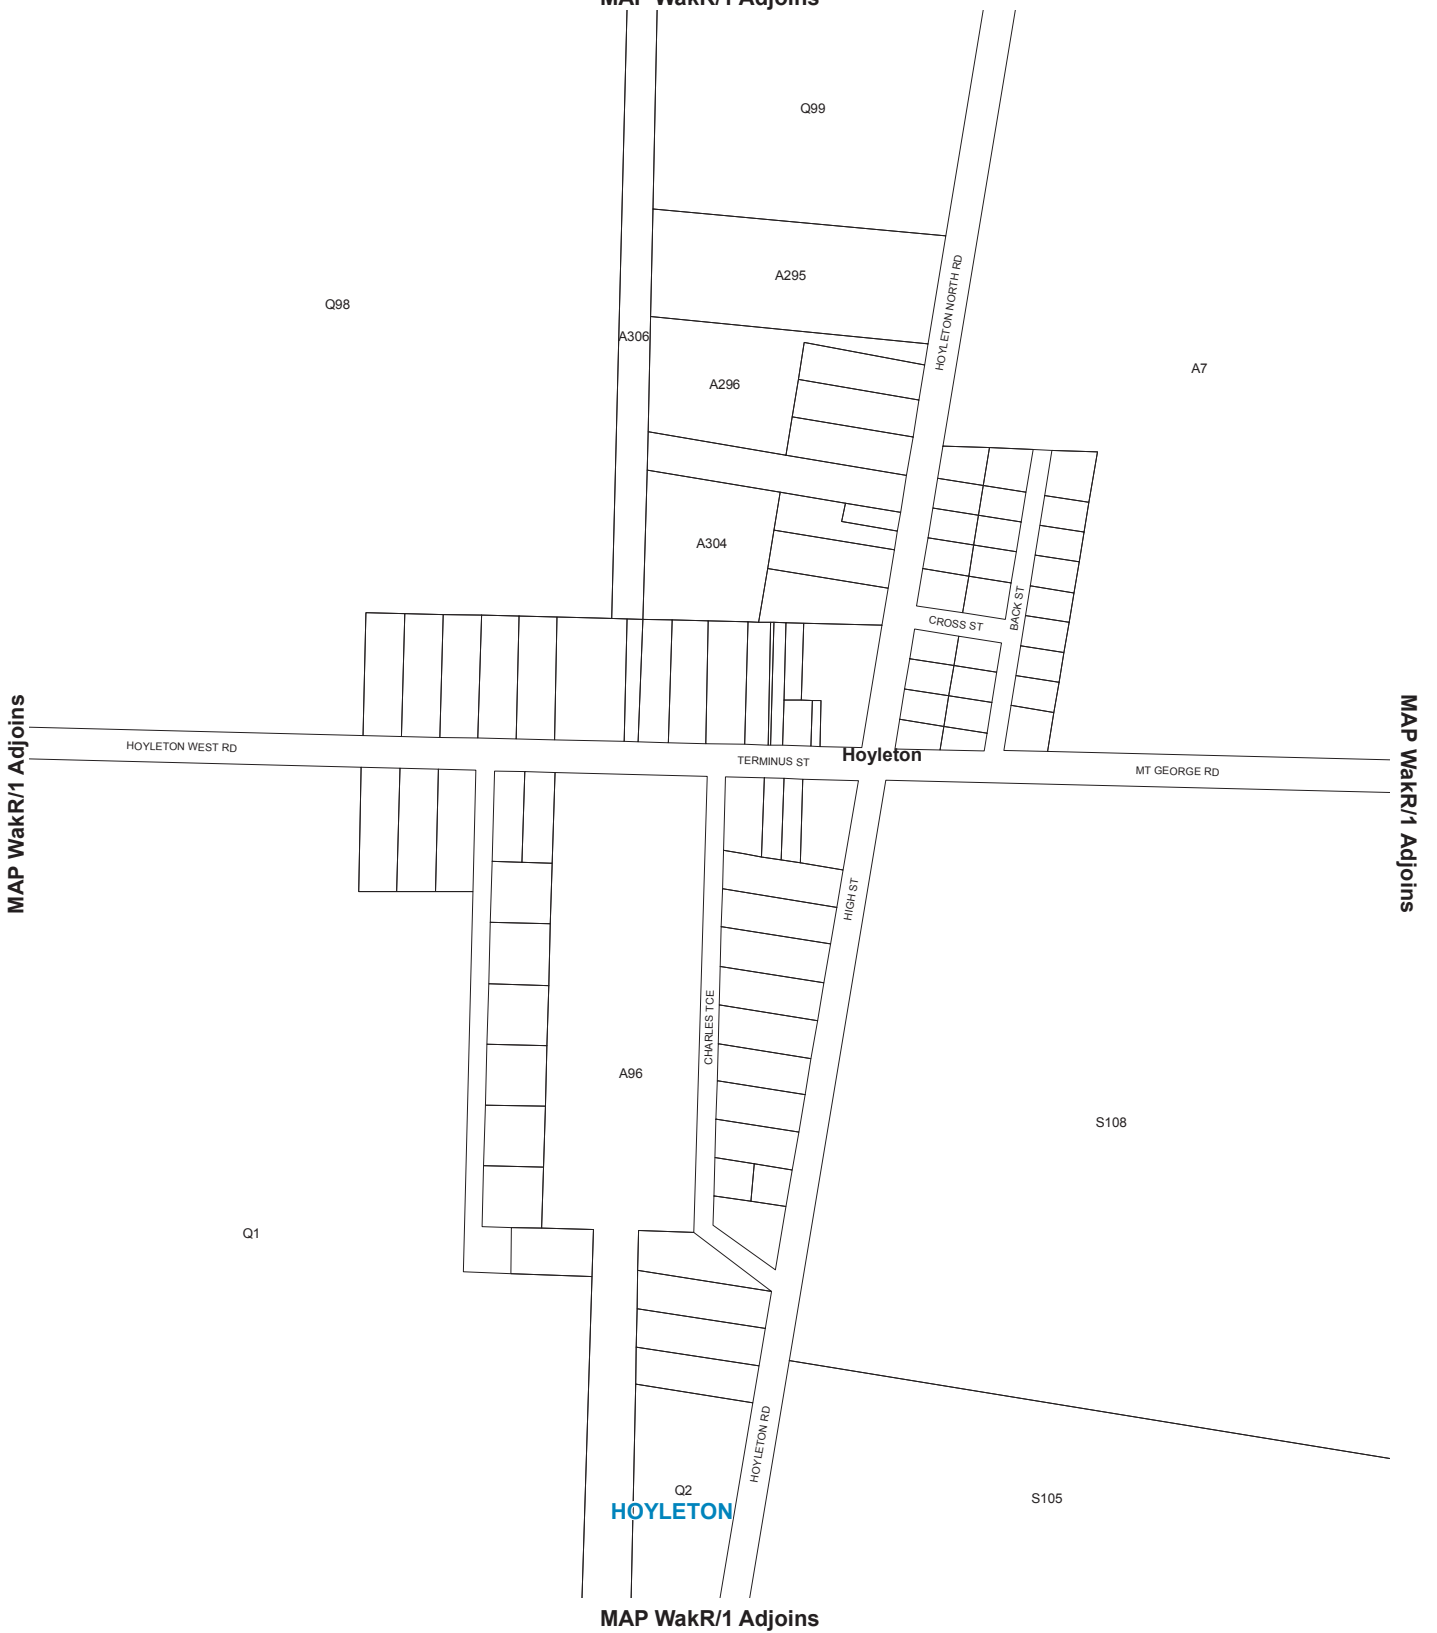 MAP WakR/1 Adjoins
Q99
A295
Q98
HOYLETON NORTH RD
A306
A7
A296
A304
BACK ST
CROSS ST
MAP WakR/1 Adjoins
HOYLETON WEST RD
TERMINUS ST
Hoyleton
MT GEORGE RD
MAP WakR/1 Adjoins
HIGH ST
CHARLES TCE
A96
S108
Q1
HOYLETON RD
Q2
S105
HOYLETON
MAP WakR/1 Adjoins